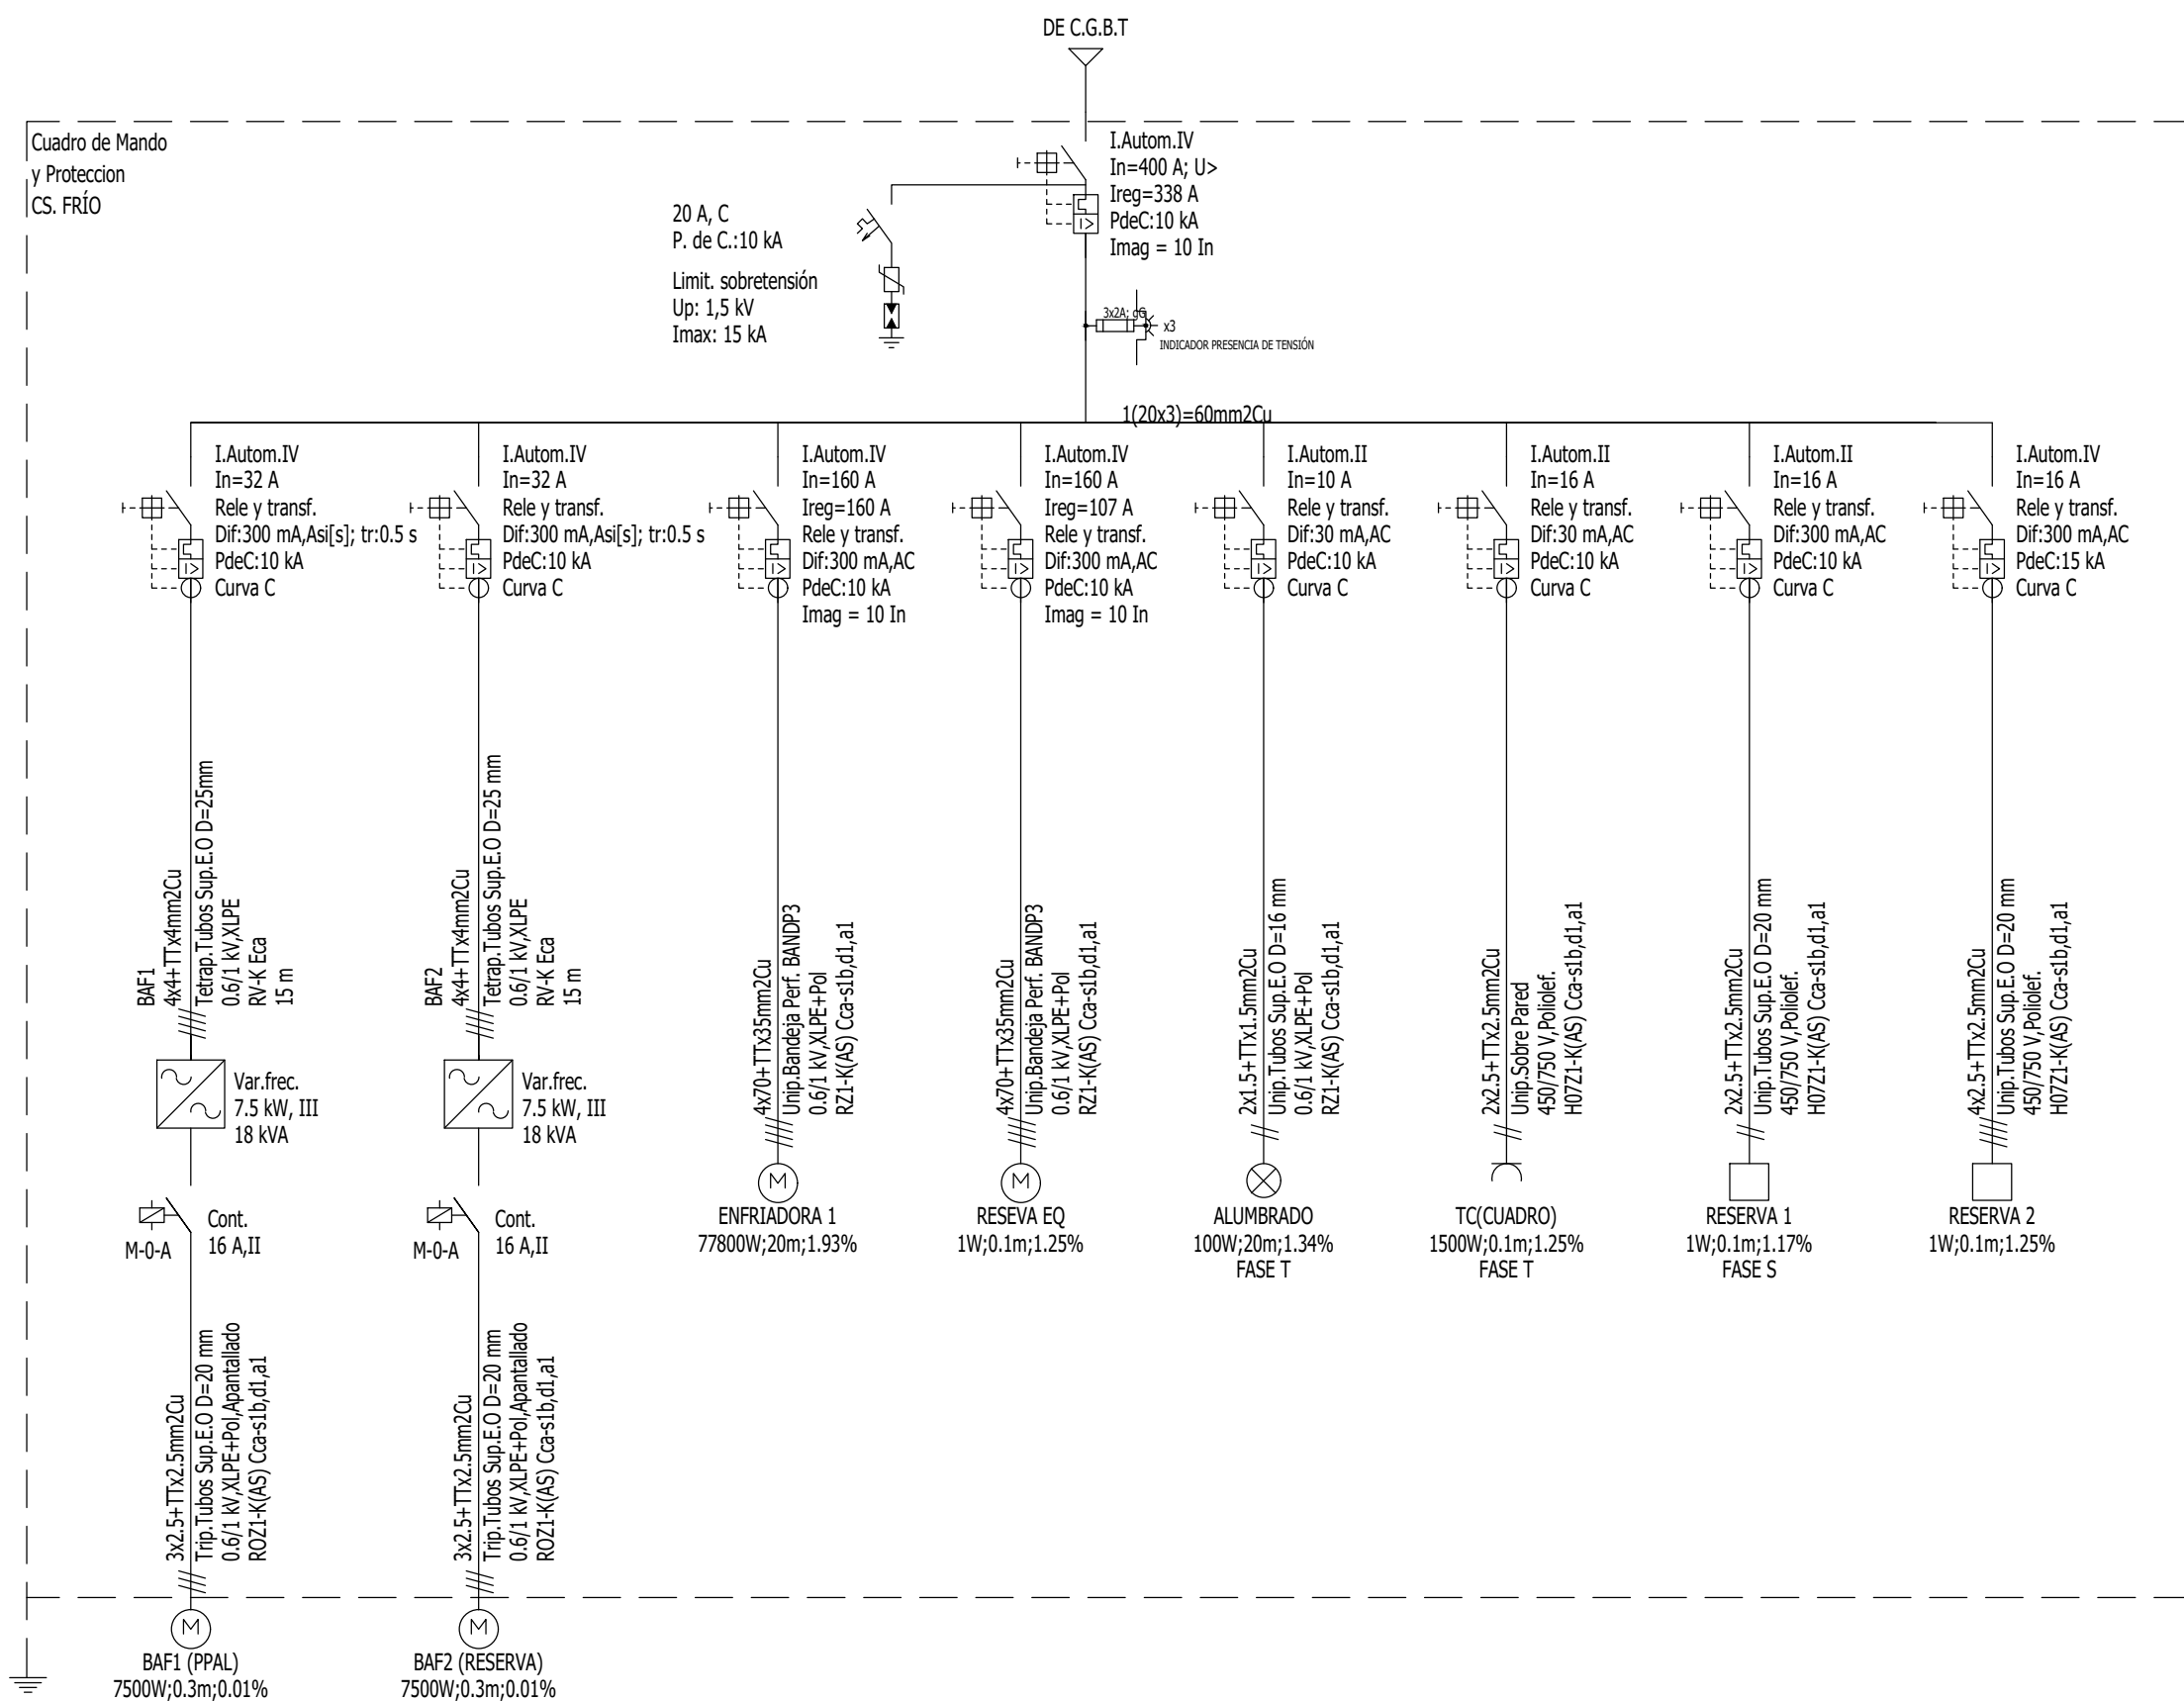 DE C.G.B.T
Cuadro de Mando
y Proteccion
CS. FRÍO
I.Autom.IV
In=400 A; U>
Ireg=338 A
PdeC:10 kA
Imag = 10 In
20 A, C
P. de C.:10 kA
Limit. sobretensión
Up: 1,5 kV
Imax: 15 kA
3x2A; gG
x3
INDICADOR PRESENCIA DE TENSIÓN
1(20x3)=60mm2Cu
I.Autom.IV
In=32 A
Rele y transf.
Dif:300 mA,Asi[s]; tr:0.5 s
PdeC:10 kA
Curva C
I.Autom.IV
In=32 A
Rele y transf.
Dif:300 mA,Asi[s]; tr:0.5 s
PdeC:10 kA
Curva C
I.Autom.IV
In=160 A
Ireg=160 A
Rele y transf.
Dif:300 mA,AC
PdeC:10 kA
Imag = 10 In
I.Autom.IV
In=160 A
Ireg=107 A
Rele y transf.
Dif:300 mA,AC
PdeC:10 kA
Imag = 10 In
I.Autom.II
In=10 A
Rele y transf.
Dif:30 mA,AC
PdeC:10 kA
Curva C
I.Autom.II
In=16 A
Rele y transf.
Dif:30 mA,AC
PdeC:10 kA
Curva C
I.Autom.II
In=16 A
Rele y transf.
Dif:300 mA,AC
PdeC:10 kA
Curva C
I.Autom.IV
In=16 A
Rele y transf.
Dif:300 mA,AC
PdeC:15 kA
Curva C
BAF1
4x4+TTx4mm2Cu
Tetrap.Tubos Sup.E.O D=25mm
0.6/1 kV,XLPE
RV-K Eca
15 m
BAF2
4x4+TTx4mm2Cu
Tetrap.Tubos Sup.E.O D=25 mm
0.6/1 kV,XLPE
RV-K Eca
15 m
4x70+TTx35mm2Cu
Unip.Bandeja Perf. BANDP3
0.6/1 kV,XLPE+Pol
RZ1-K(AS) Cca-s1b,d1,a1
4x70+TTx35mm2Cu
Unip.Bandeja Perf. BANDP3
0.6/1 kV,XLPE+Pol
RZ1-K(AS) Cca-s1b,d1,a1
2x1.5+TTx1.5mm2Cu
Unip.Tubos Sup.E.O D=16 mm
0.6/1 kV,XLPE+Pol
RZ1-K(AS) Cca-s1b,d1,a1
2x2.5+TTx2.5mm2Cu
Unip.Sobre Pared
450/750 V,Poliolef.
H07Z1-K(AS) Cca-s1b,d1,a1
2x2.5+TTx2.5mm2Cu
Unip.Tubos Sup.E.O D=20 mm
450/750 V,Poliolef.
H07Z1-K(AS) Cca-s1b,d1,a1
4x2.5+TTx2.5mm2Cu
Unip.Tubos Sup.E.O D=20 mm
450/750 V,Poliolef.
H07Z1-K(AS) Cca-s1b,d1,a1
Var.frec.
7.5 kW, III
18 kVA
Var.frec.
7.5 kW, III
18 kVA
M
ENFRIADORA 1
77800W;20m;1.93%
M
RESEVA EQ
1W;0.1m;1.25%
ALUMBRADO
100W;20m;1.34%
FASE T
TC(CUADRO)
1500W;0.1m;1.25%
FASE T
RESERVA 1
1W;0.1m;1.17%
FASE S
RESERVA 2
1W;0.1m;1.25%
M-0-A
Cont.
16 A,II
M-0-A
Cont.
16 A,II
3x2.5+TTx2.5mm2Cu
Trip.Tubos Sup.E.O D=20 mm
0.6/1 kV,XLPE+Pol,Apantallado
ROZ1-K(AS) Cca-s1b,d1,a1
3x2.5+TTx2.5mm2Cu
Trip.Tubos Sup.E.O D=20 mm
0.6/1 kV,XLPE+Pol,Apantallado
ROZ1-K(AS) Cca-s1b,d1,a1
M
BAF1 (PPAL)
7500W;0.3m;0.01%
M
BAF2 (RESERVA)
7500W;0.3m;0.01%